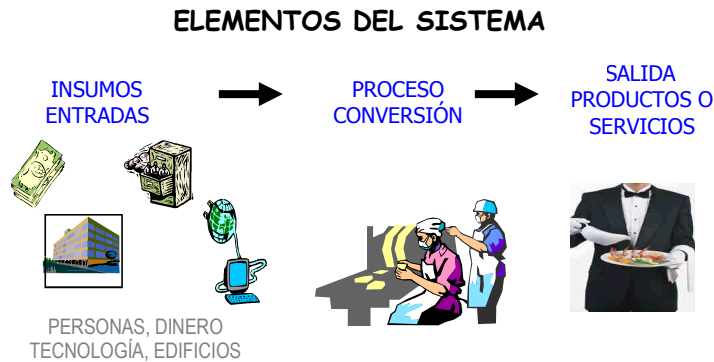 ELEMENTOS DEL SISTEMA
INSUMOS
ENTRADAS
PROCESO
CONVERSIÓN
SALIDA
PRODUCTOS O
SERVICIOS
PERSONAS, DINERO
TECNOLOGÍA, EDIFICIOS